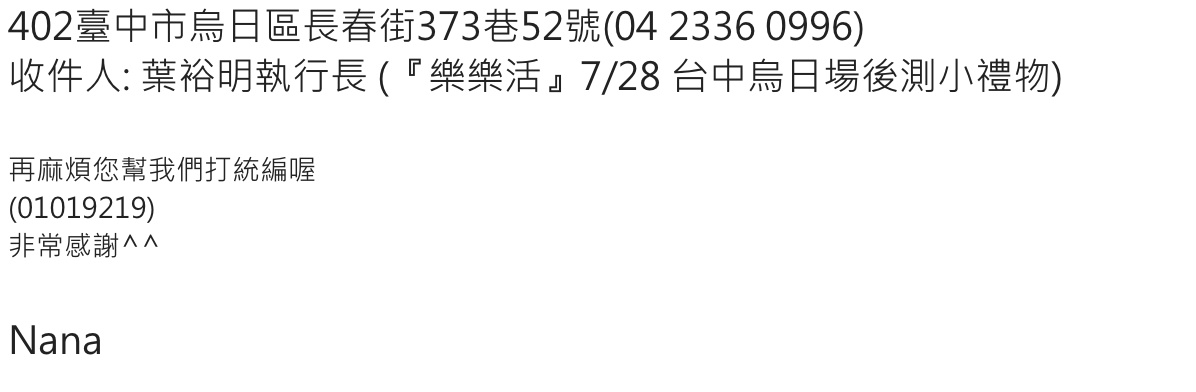 402臺中市烏日區長春街373巷52號(04 2336 0996)
收件人: 葉裕明執行長 (『樂樂活』7/28 台中烏日場後測小禮物)
再麻煩您幫我們打統編喔
(01019219)
非常感謝^^
Nana